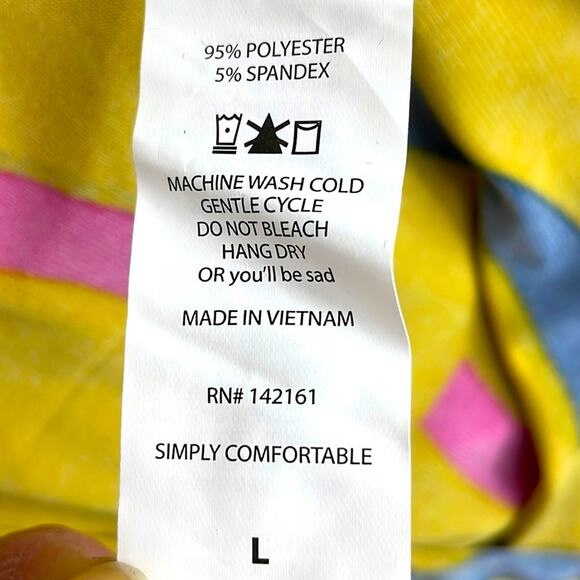 95% POLYESTER
5% SPANDEX
MACHINE WASH COLD
GENTLE CYCLE
DO NOT BLEACH
HANG DRY
OR you'll be sad
MADE IN VIETNAM
RN# 142161
SIMPLY COMFORTABLE
L